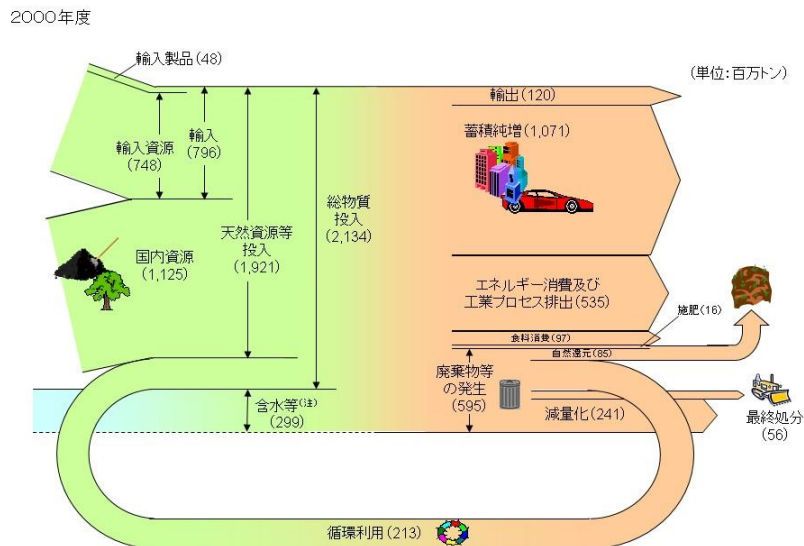 2000年度
輸入製品(48)
(単位:百万トン)
輸出(120)
蓄積純増(1,071)
輸入資源
(748)
輸入
(796)
総物質
投入
(2,134)
天然資源等
投入
(1,921)
国内資源
(1,125)
エネルギー消費及び
工業プロセス排出(535)
施肥(16)
食料消費(97)
自然還元(85)
廃棄物等
の発生
(595)
含水等(注)
(299)
減量化(241)
最終処分
(56)
循環利用(213)